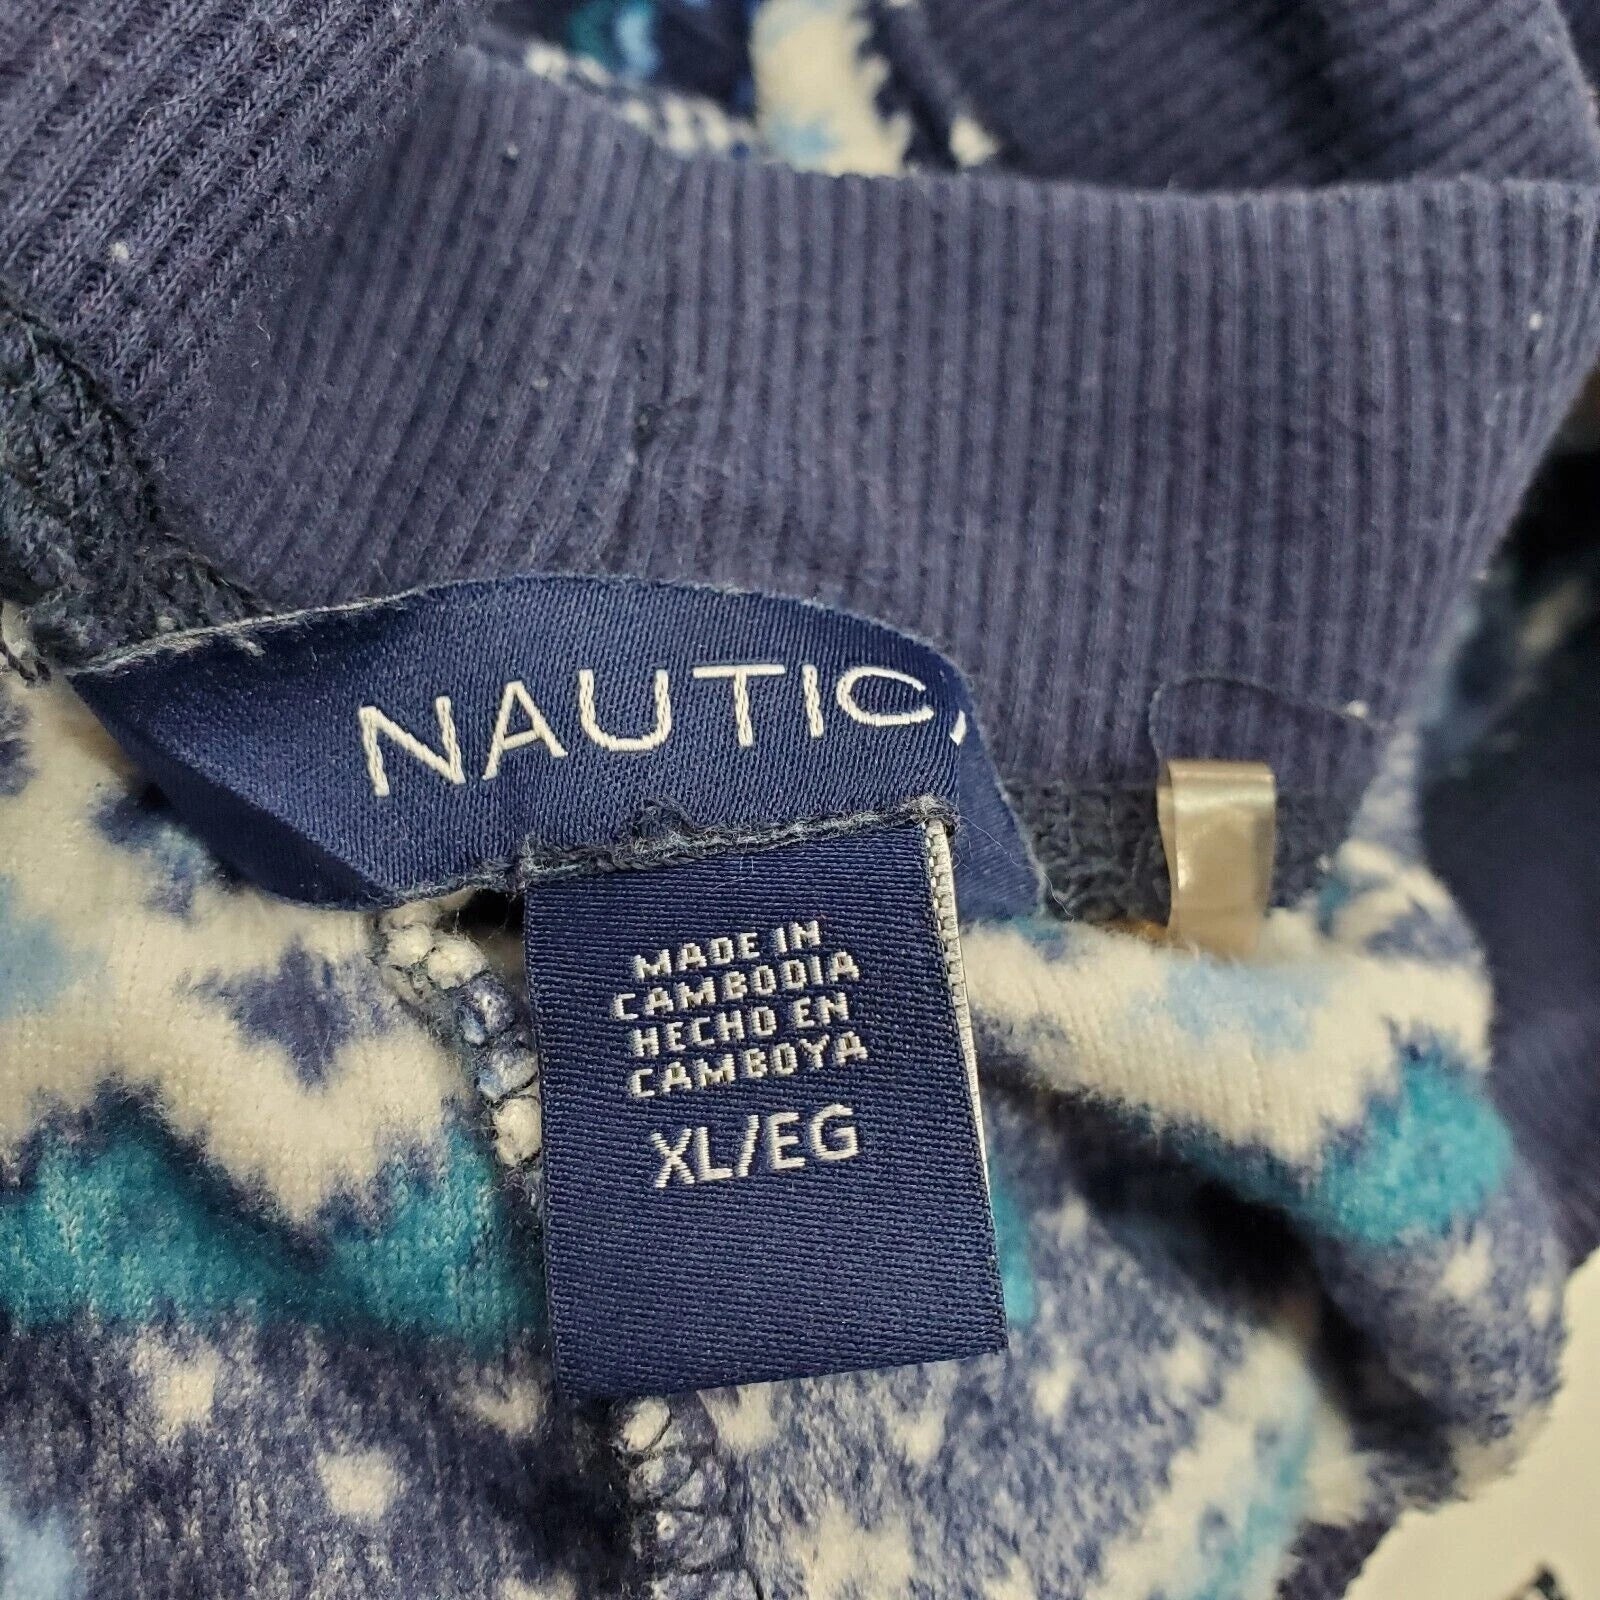 NAUTIC
MADE IN
CAMBODIA
HECHO EN
CAMBOYA
XL/EG